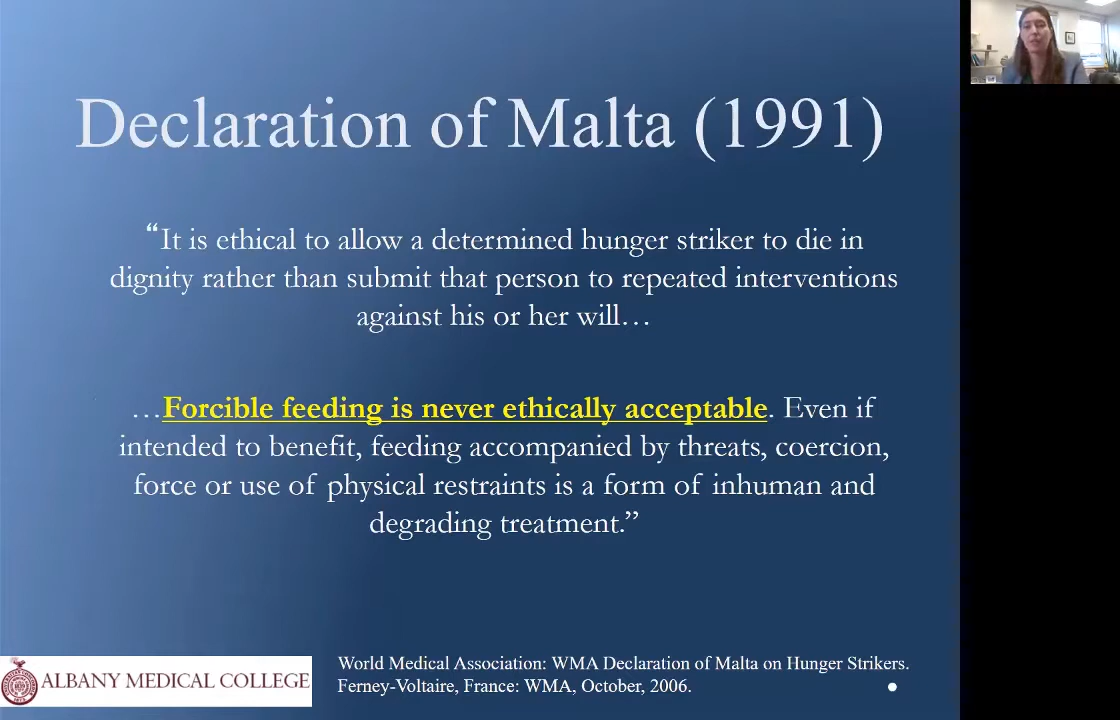 Declaration of Malta (1991)
“It is ethical to allow a determined hunger striker to die in
dignity rather than submit that person to repeated interventions
against his or her will…
…Forcible feeding is never ethically acceptable. Even if
intended to benefit, feeding accompanied by threats, coercion,
force or use of physical restraints is a form of inhuman and
degrading treatment.”
ALBANY MEDICAL COLLEGE
World Medical Association: WMA Declaration of Malta on Hunger Strikers.
Ferney-Voltaire, France: WMA, October, 2006.